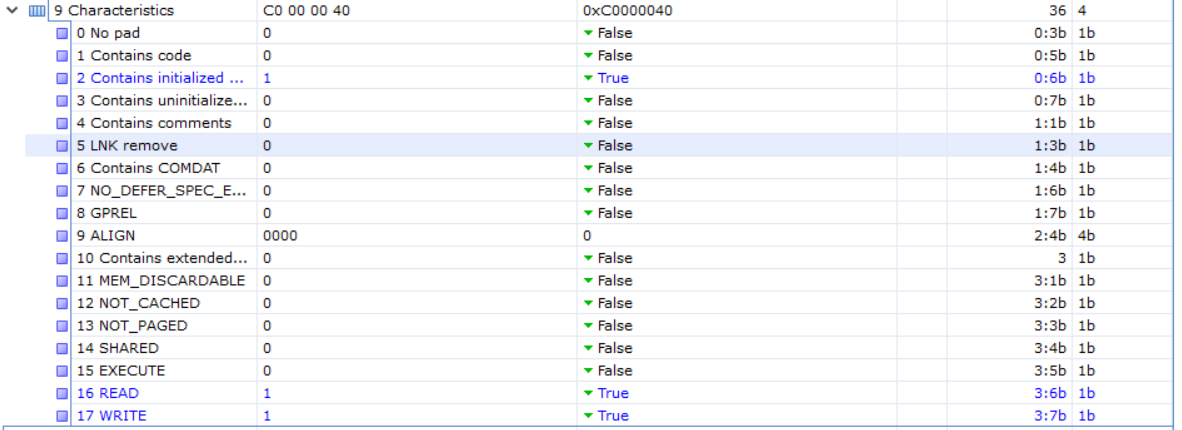 9 Characteristics C0 00 00 40 0xC0000040 36 4
0 No pad 0 False 0:3b 1b
1 Contains code 0 False 0:5b 1b
2 Contains initialized ... 1 True 0:6b 1b
3 Contains uninitialize... 0 False 0:7b 1b
4 Contains comments 0 False 1:1b 1b
5 LNK remove 0 False 1:3b 1b
6 Contains COMDAT 0 False 1:4b 1b
7 NO_DEFER_SPEC_E... 0 False 1:6b 1b
8 GPREL 0 False 1:7b 1b
9 ALIGN 0000 0 2:4b 4b
10 Contains extended... 0 False 3 1b
11 MEM_DISCARDABLE 0 False 3:1b 1b
12 NOT_CACHED 0 False 3:2b 1b
13 NOT_PAGED 0 False 3:3b 1b
14 SHARED 0 False 3:4b 1b
15 EXECUTE 0 False 3:5b 1b
16 READ 1 True 3:6b 1b
17 WRITE 1 True 3:7b 1b